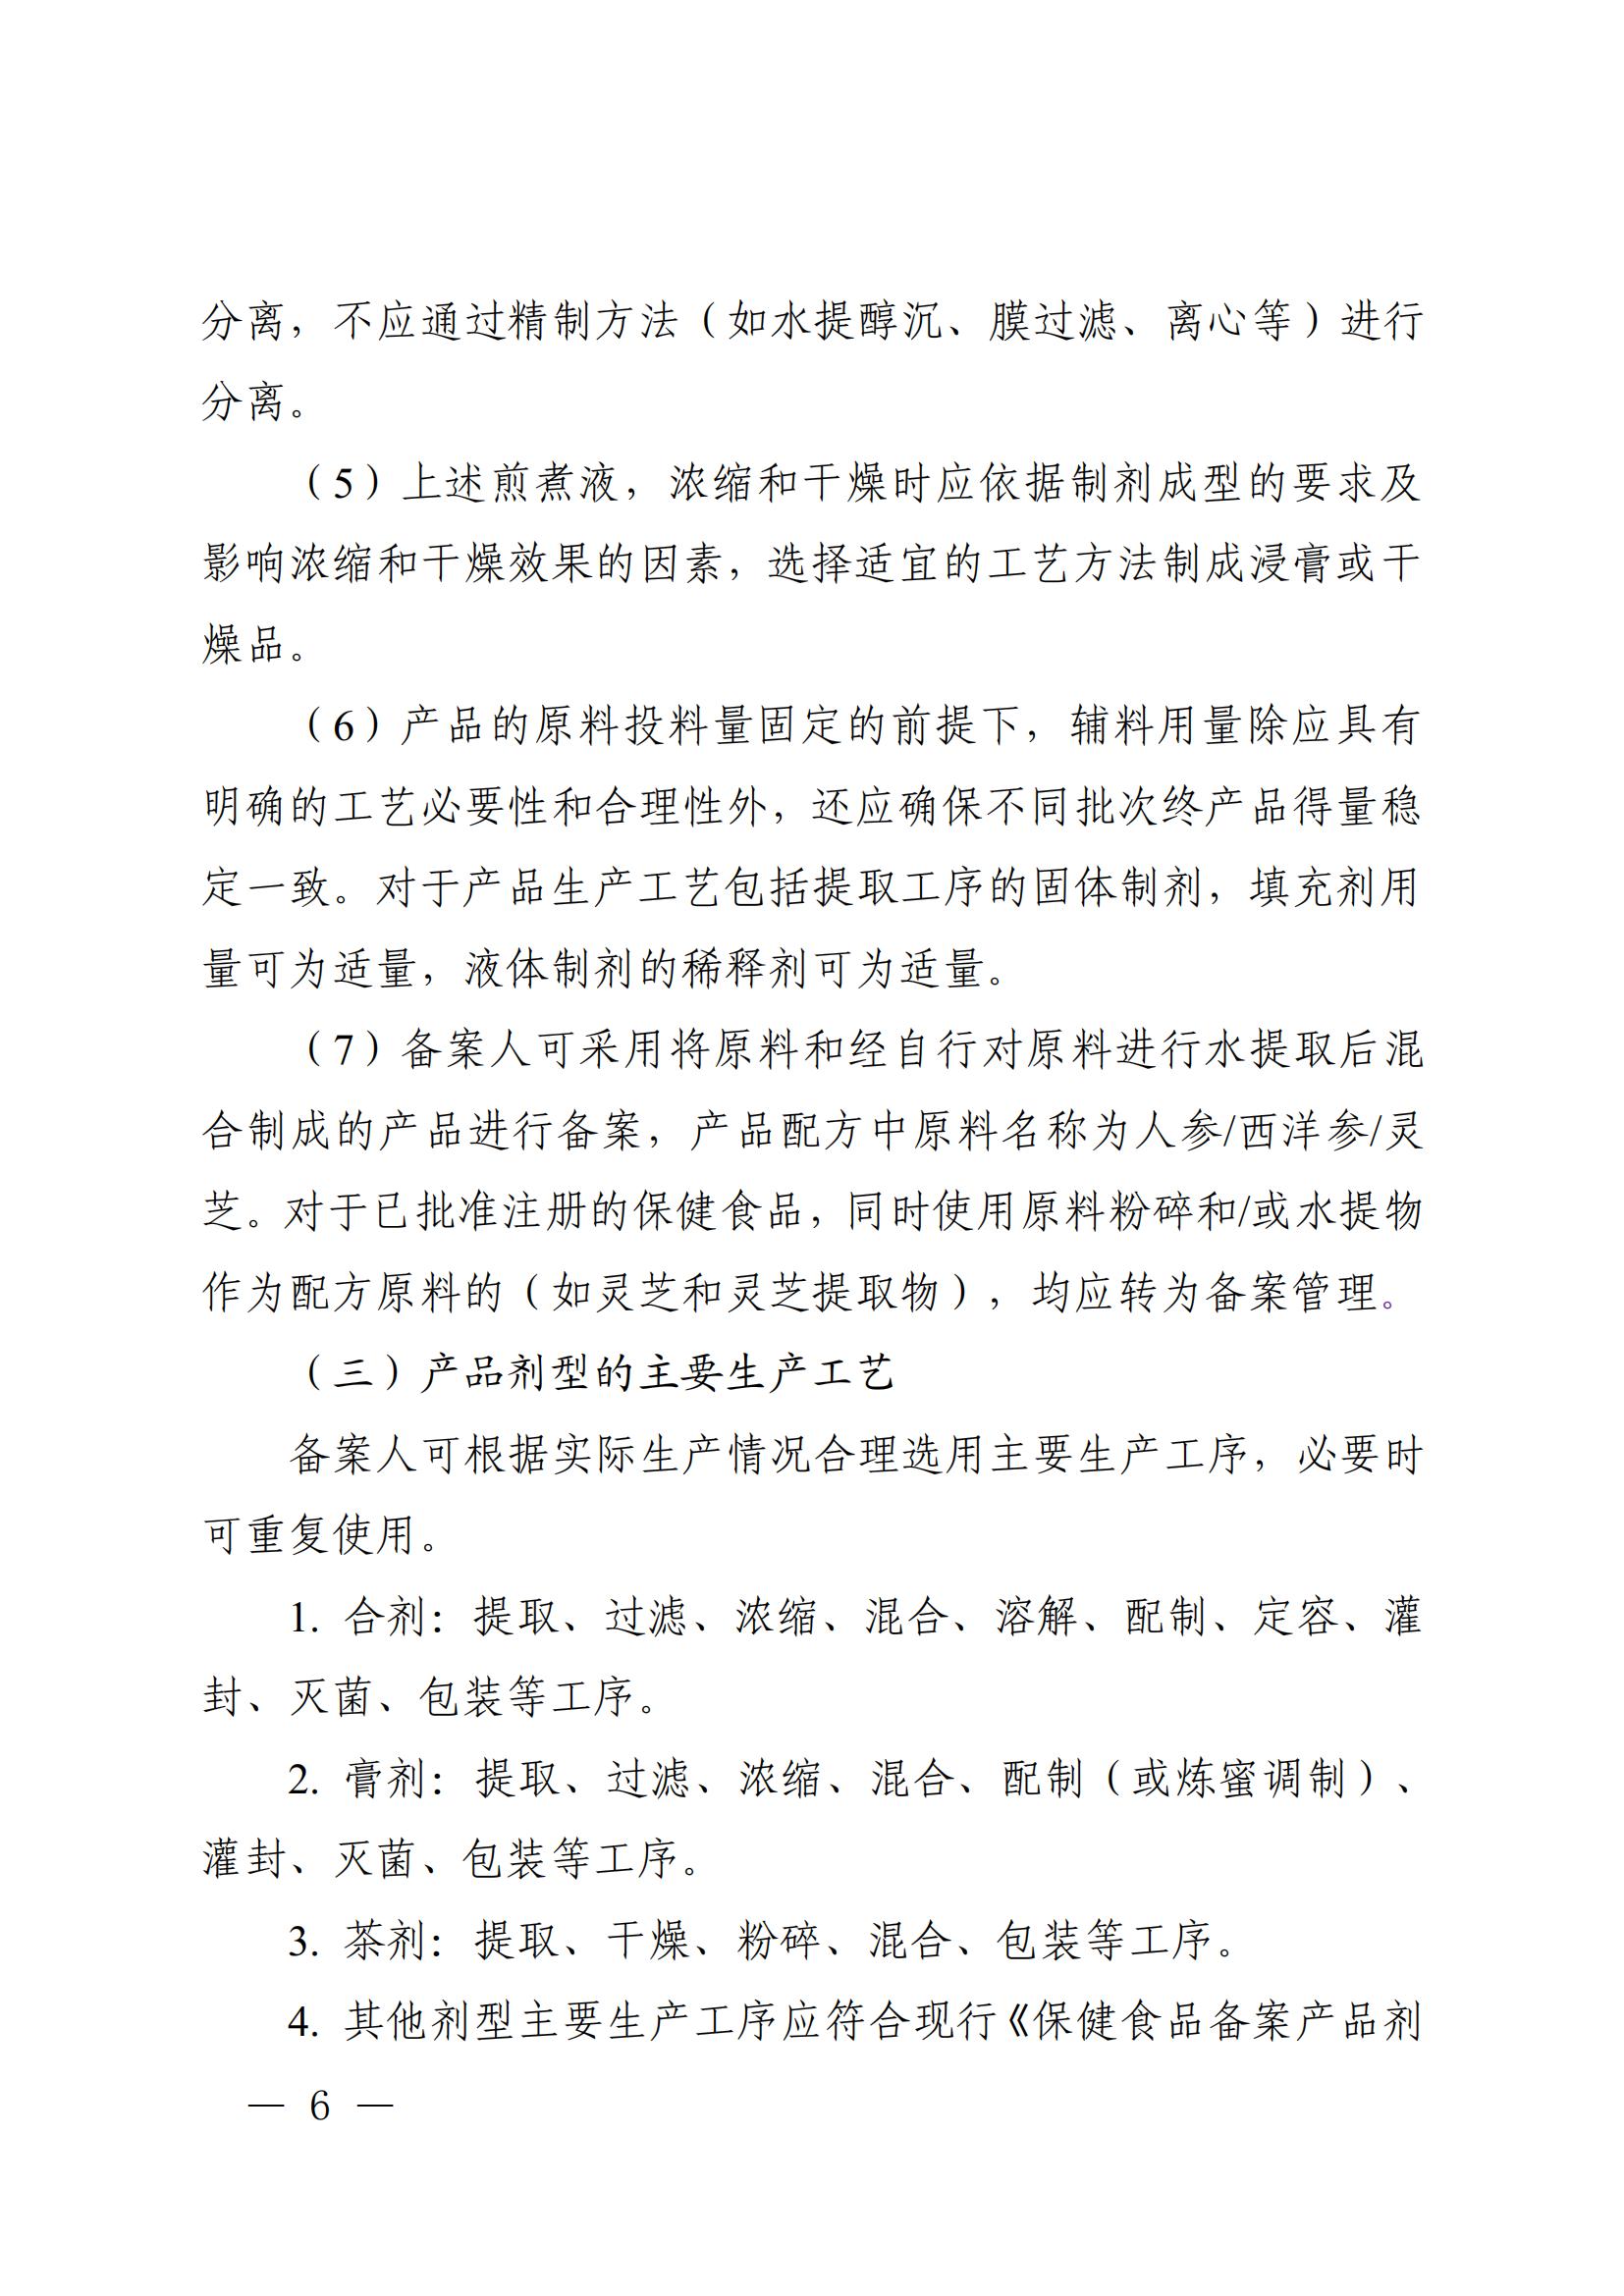 分离，不应通过精制方法（如水提醇沉、膜过滤、离心等）进行
分离。
（5）上述煎煮液，浓缩和干燥时应依据制剂成型的要求及
影响浓缩和干燥效果的因素，选择适宜的工艺方法制成浸膏或干
燥品。
（6）产品的原料投料量固定的前提下，辅料用量除应具有
明确的工艺必要性和合理性外，还应确保不同批次终产品得量稳
定一致。对于产品生产工艺包括提取工序的固体制剂，填充剂用
量可为适量，液体制剂的稀释剂可为适量。
（7）备案人可采用将原料和经自行对原料进行水提取后混
合制成的产品进行备案，产品配方中原料名称为人参/西洋参/灵
芝。对于已批准注册的保健食品，同时使用原料粉碎和/或水提物
作为配方原料的（如灵芝和灵芝提取物），均应转为备案管理。
（三）产品剂型的主要生产工艺
备案人可根据实际生产情况合理选用主要生产工序，必要时
可重复使用。
1. 合剂：提取、过滤、浓缩、混合、溶解、配制、定容、灌
封、灭菌、包装等工序。
2. 膏剂：提取、过滤、浓缩、混合、配制（或炼蜜调制）、
灌封、灭菌、包装等工序。
3. 茶剂：提取、干燥、粉碎、混合、包装等工序。
4. 其他剂型主要生产工序应符合现行《保健食品备案产品剂
— 6 —